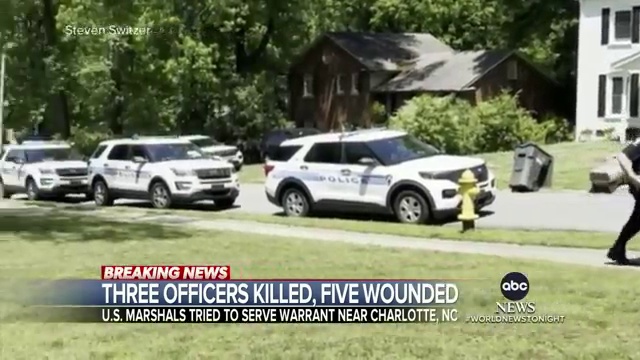 Steven Switzer
POLICE
BREAKING NEWS
THREE OFFICERS KILLED, FIVE WOUNDED
U.S. MARSHALS TRIED TO SERVE WARRANT NEAR CHARLOTTE, NC
abc
NEWS
#WORLDNEWSTONIGHT